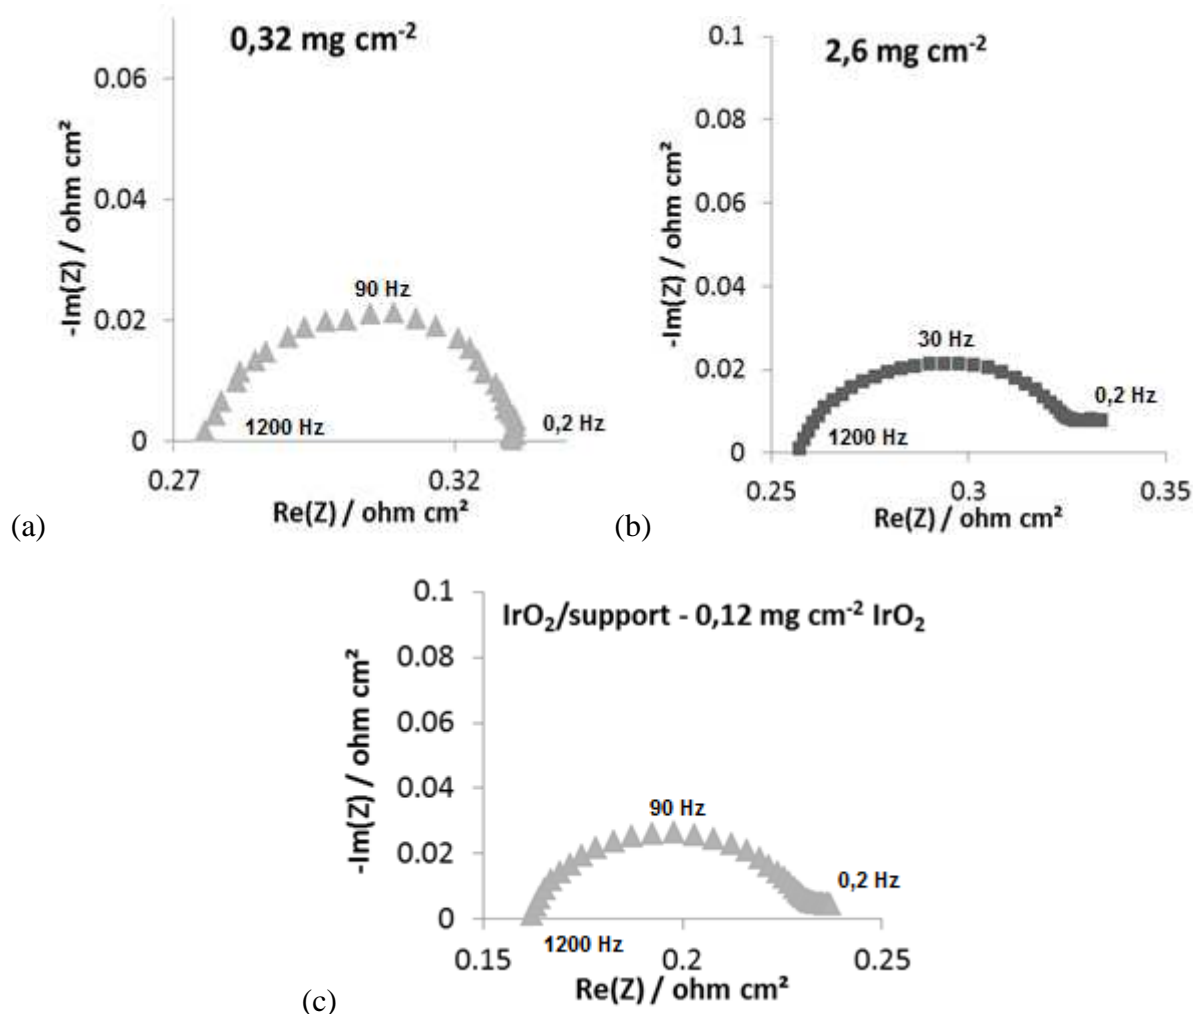 0,32 mg cm-2
-Im(Z) / ohm cm²
0.06
0.04
0.02
0
90 Hz
1200 Hz
0,2 Hz
0.27
0.32
Re(Z) / ohm cm²
(a)
2,6 mg cm-2
-Im(Z) / ohm cm²
0.1
0.08
0.06
0.04
0.02
0
30 Hz
1200 Hz
0,2 Hz
0.25
0.3
0.35
Re(Z) / ohm cm²
(b)
IrO2/support - 0,12 mg cm-2 IrO2
-Im(Z) / ohm cm²
0.1
0.08
0.06
0.04
0.02
0
90 Hz
0,2 Hz
1200 Hz
0.15
0.2
0.25
Re(Z) / ohm cm²
(c)